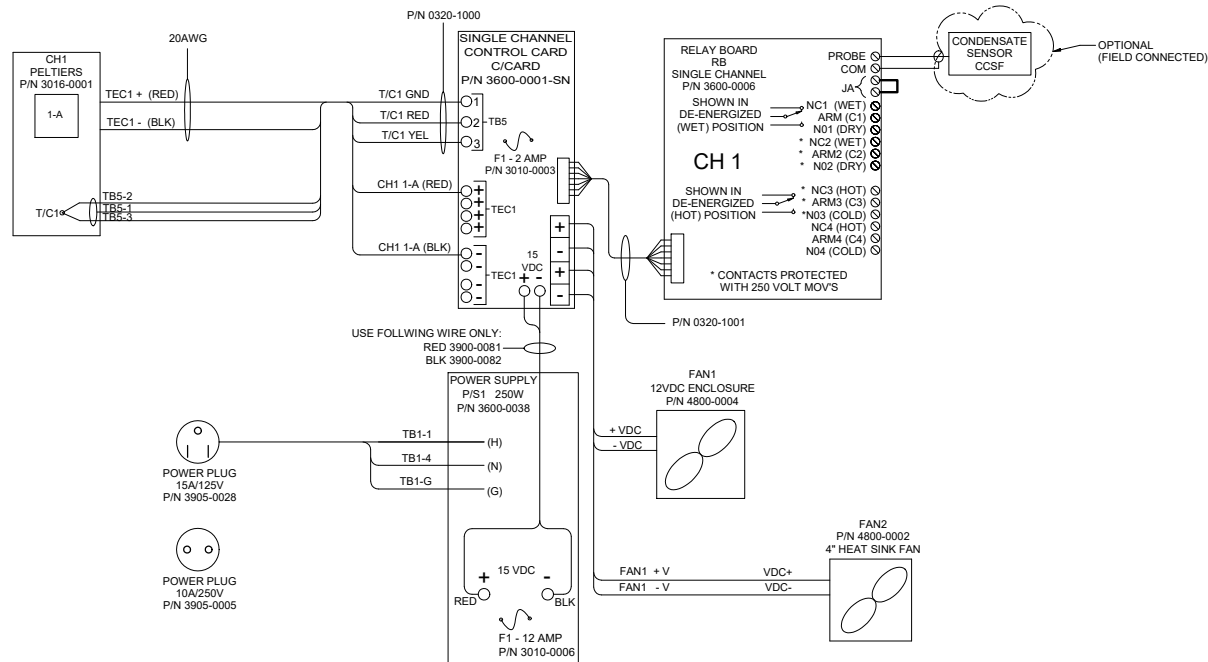 P/N 0320-1000
20AWG
CH1
PELTIERS
P/N 3016-0001
1-A
TEC1 + (RED)
TEC1 - (BLK)
T/C1
TB5-2
TB5-1
TB5-3
SINGLE CHANNEL
CONTROL CARD
C/CARD
P/N 3600-0001-SN
T/C1 GND
T/C1 RED
T/C1 YEL
1
2
3
TB5
F1 - 2 AMP
P/N 3010-0003
CH1 1-A (RED)
+
+
+
+
TEC1
CH1 1-A (BLK)
-
-
-
-
TEC1
15
VDC
+ -
+
-
+
-
RELAY BOARD
RB
SINGLE CHANNEL
P/N 3600-0006
PROBE
COM
JA
SHOWN IN
DE-ENERGIZED
(WET) POSITION
NC1 (WET)
ARM (C1)
N01 (DRY)
* NC2 (WET)
* ARM2 (C2)
* N02 (DRY)
CH 1
SHOWN IN
DE-ENERGIZED
(HOT) POSITION
* NC3 (HOT)
* ARM3 (C3)
*N03 (COLD)
NC4 (HOT)
ARM4 (C4)
N04 (COLD)
* CONTACTS PROTECTED
WITH 250 VOLT MOV'S
CONDENSATE
SENSOR
CCSF
OPTIONAL
(FIELD CONNECTED)
P/N 0320-1001
USE FOLLWING WIRE ONLY:
RED 3900-0081
BLK 3900-0082
POWER SUPPLY
P/S1 250W
P/N 3600-0038
TB1-1
(H)
TB1-4
(N)
TB1-G
(G)
POWER PLUG
15A/125V
P/N 3905-0028
POWER PLUG
10A/250V
P/N 3905-0005
+ 15 VDC -
RED
BLK
F1 - 12 AMP
P/N 3010-0006
FAN1
12VDC ENCLOSURE
P/N 4800-0004
+ VDC
- VDC
FAN2
P/N 4800-0002
4" HEAT SINK FAN
FAN1 + V
VDC+
FAN1 - V
VDC-